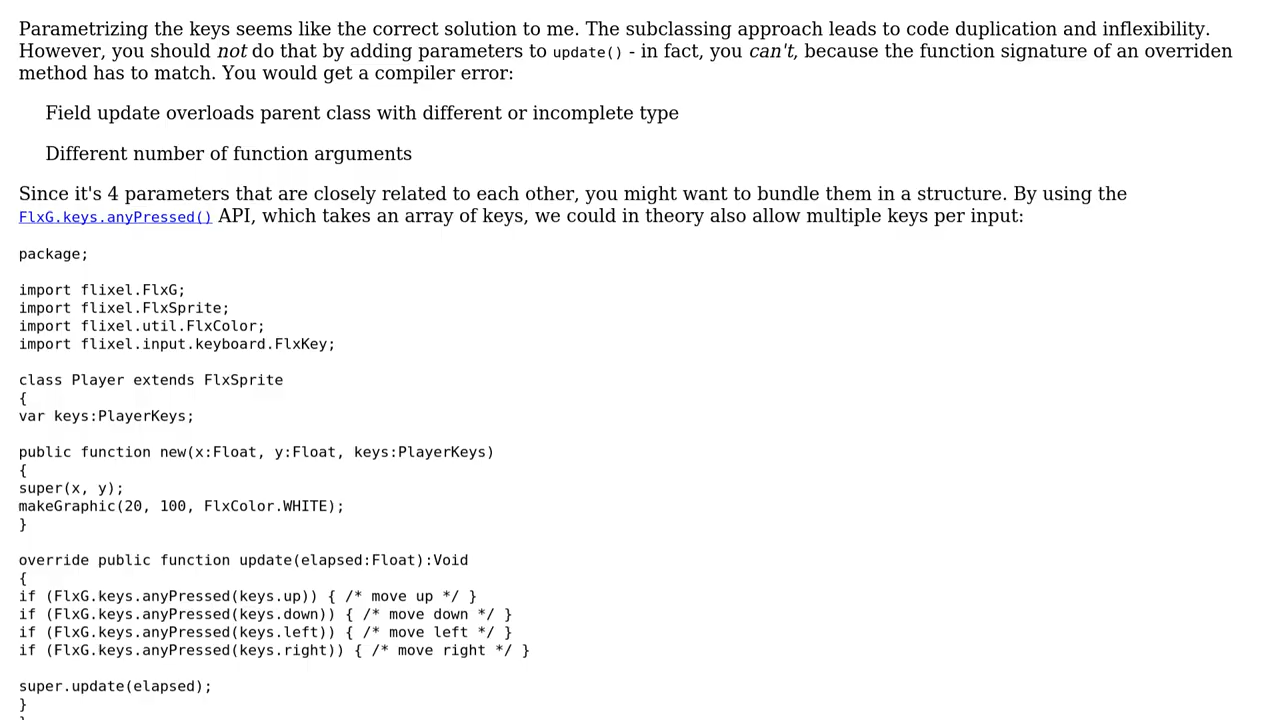 Parametrizing the keys seems like the correct solution to me. The subclassing approach leads to code duplication and inflexibility.
However, you should not do that by adding parameters to update() - in fact, you can't, because the function signature of an overriden
method has to match. You would get a compiler error:
Field update overloads parent class with different or incomplete type
Different number of function arguments
Since it's 4 parameters that are closely related to each other, you might want to bundle them in a structure. By using the
FlxG.keys.anyPressed() API, which takes an array of keys, we could in theory also allow multiple keys per input:
package;
import flixel.FlxG;
import flixel.FlxSprite;
import flixel.util.FlxColor;
import flixel.input.keyboard.FlxKey;
class Player extends FlxSprite
{
var keys:PlayerKeys;
public function new(x:Float, y:Float, keys:PlayerKeys)
{
super(x, y);
makeGraphic(20, 100, FlxColor.WHITE);
}
override public function update(elapsed:Float):Void
{
if (FlxG.keys.anyPressed(keys.up)) { /* move up */ }
if (FlxG.keys.anyPressed(keys.down)) { /* move down */ }
if (FlxG.keys.anyPressed(keys.left)) { /* move left */ }
if (FlxG.keys.anyPressed(keys.right)) { /* move right */ }
super.update(elapsed);
}
}